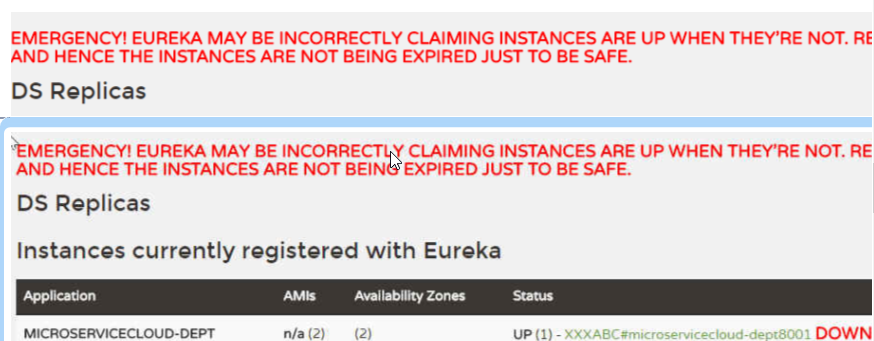 EMERGENCY! EUREKA MAY BE INCORRECTLY CLAIMING INSTANCES ARE UP WHEN THEY'RE NOT. RE
AND HENCE THE INSTANCES ARE NOT BEING EXPIRED JUST TO BE SAFE.
DS Replicas
EMERGENCY! EUREKA MAY BE INCORRECTLY CLAIMING INSTANCES ARE UP WHEN THEY'RE NOT. RE
AND HENCE THE INSTANCES ARE NOT BEING EXPIRED JUST TO BE SAFE.
DS Replicas
Instances currently registered with Eureka
Application AMIs Availability Zones Status
MICROSERVICECLOUD-DEPT n/a (2) (2) UP (1) - XXXABC#microservicecloud-dept8001 DOWN